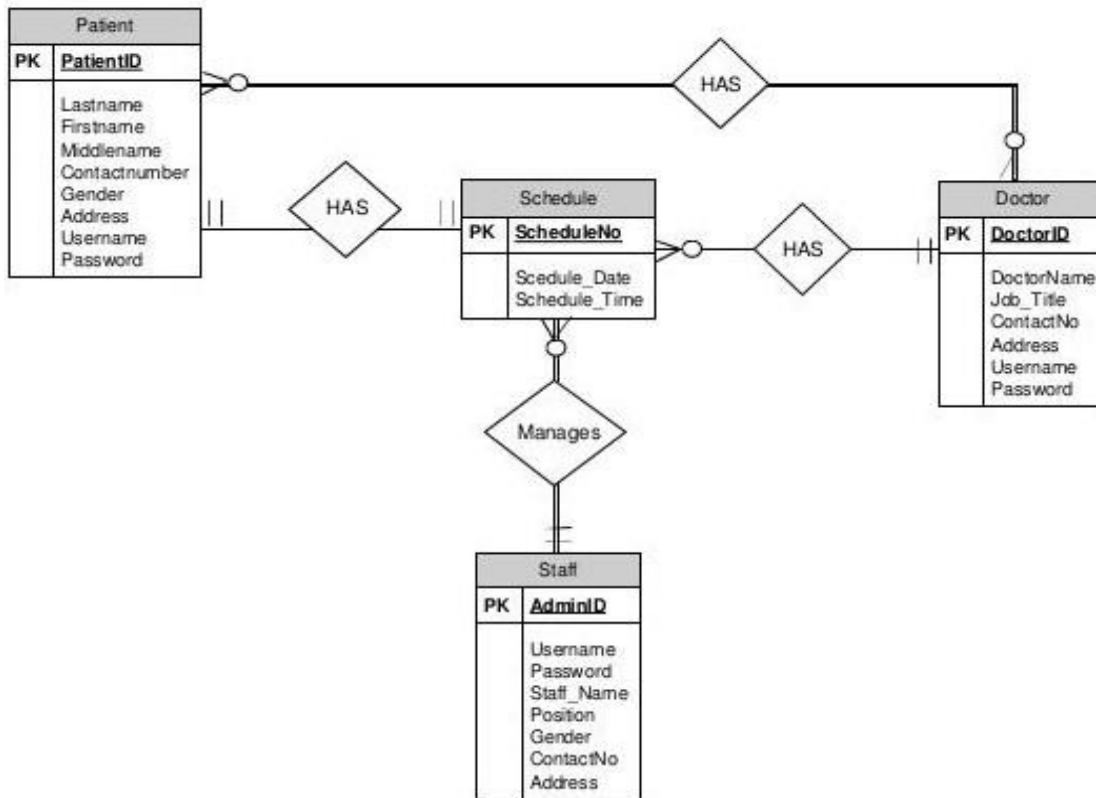 Patient
PK PatientID
Lastname
Firstname
Middlename
Contactnumber
Gender
Address
Username
Password
HAS
HAS
Schedule
PK ScheduleNo
Scedule_Date
Schedule_Time
HAS
Doctor
PK DoctorID
DoctorName
Job_Title
ContactNo
Address
Username
Password
Manages
Staff
PK AdminID
Username
Password
Staff_Name
Position
Gender
ContactNo
Address